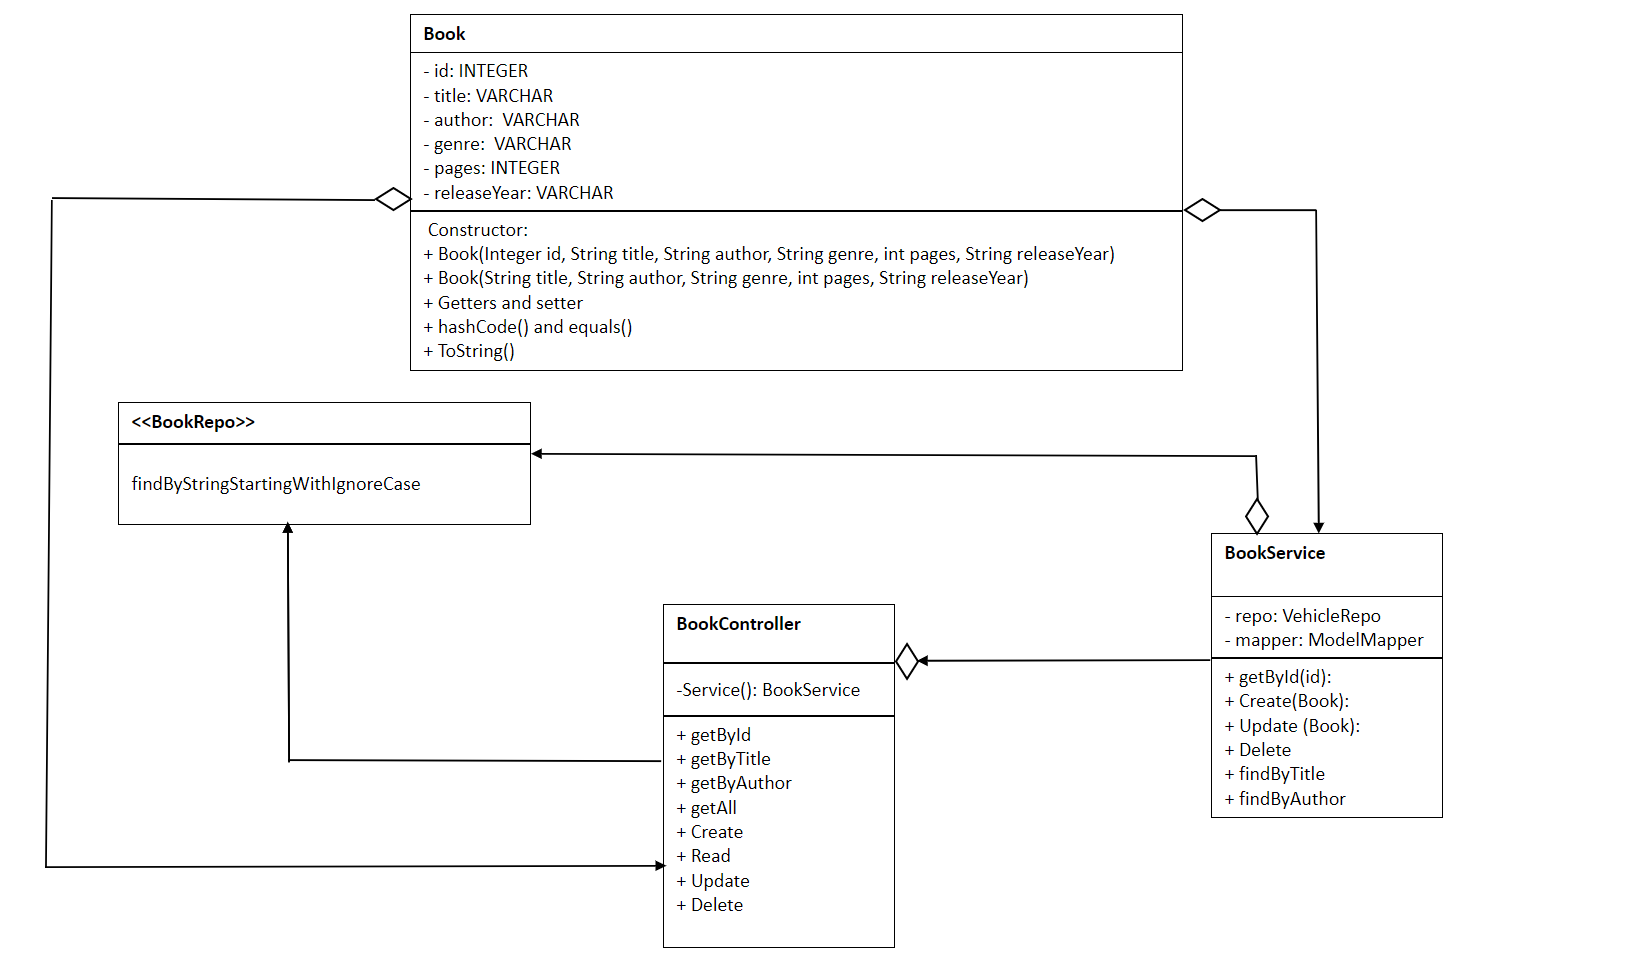 Book
- id: INTEGER
- title: VARCHAR
- author:  VARCHAR
- genre:  VARCHAR
- pages: INTEGER
- releaseYear: VARCHAR
Constructor:
+ Book(Integer id, String title, String author, String genre, int pages, String releaseYear)
+ Book(String title, String author, String genre, int pages, String releaseYear)
+ Getters and setter
+ hashCode() and equals()
+ ToString()
<<BookRepo>>
findByStringStartingWithIgnoreCase
BookController
-Service(): BookService
+ getById
+ getByTitle
+ getByAuthor
+ getAll
+ Create
+ Read
+ Update
+ Delete
BookService
- repo: VehicleRepo
- mapper: ModelMapper
+ getById(id):
+ Create(Book):
+ Update (Book):
+ Delete
+ findByTitle
+ findByAuthor